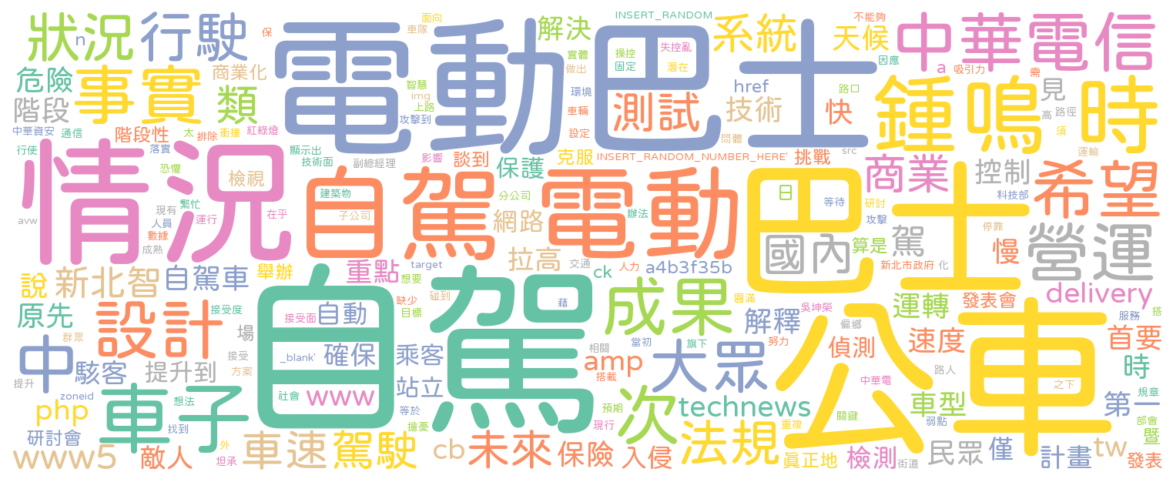 電動巴士
自駕
巴士
公車
情況
自駕電動
鍾鳴時
中華電信
狀況
行駛
事實
類
危險
階段
商業化
解決
INSERT_RANDOM
系統
天候
不能夠
因應
吸引力
測試
技術
href
快
見
高
路口
路徑
需
須
希望
營運
商業
控制
挑戰
INSERT_RANDOM_NUMBER_HERE'
克服
保護
談到
階段性
排除
紅綠燈
顯示出
技術面
副總經理
影響
檢視
中華資安
通信
落實
行使
恐懼
繁忙
現有
人員
運行
數據
成熟
在乎
avw
建築物
子公司
分公司
辦法
網路
拉高
重點
target
想要
交通
人力
ck
a4b3f35b
國內
日
等待
研討
攻擊
算是
駕
慢
停靠
科技部
新北市政府
化
運輸
說
新北智
自駕車
舉辦
原先
設計
場
接受度
接受面
自動
確保
_blank'
社會
www
缺少
目標
碰到
乘客
站立
等於
擔憂
成果
相關
藉
圓滿
當初
旗下
努力
吳坤榮
解釋
偏鄉
偵測
運轉
發表會
delivery
速度
服務
搭
首要
時
中
群眾
駭客
接受
提升到
方案
提升
zoneid
想法
php
車子
研討會
找到
www5
敵人
外
坦承
車速
駕駛
cb
未來
amp
搭載
預期
現行
次
大眾
technews
法規
保險
入侵
重複
關鍵
中華電
路人
真正地
檢測
街道
車型
弱點
民眾
僅
tw
計畫
第一
規章
部會
暨
發表
之下
智慧
img
上路
攻擊到
面向
車隊
保
實體
做出
環境
車輛
設定
問體
操控
固定
失控亂
潛在
src
太
衝撞
n
a